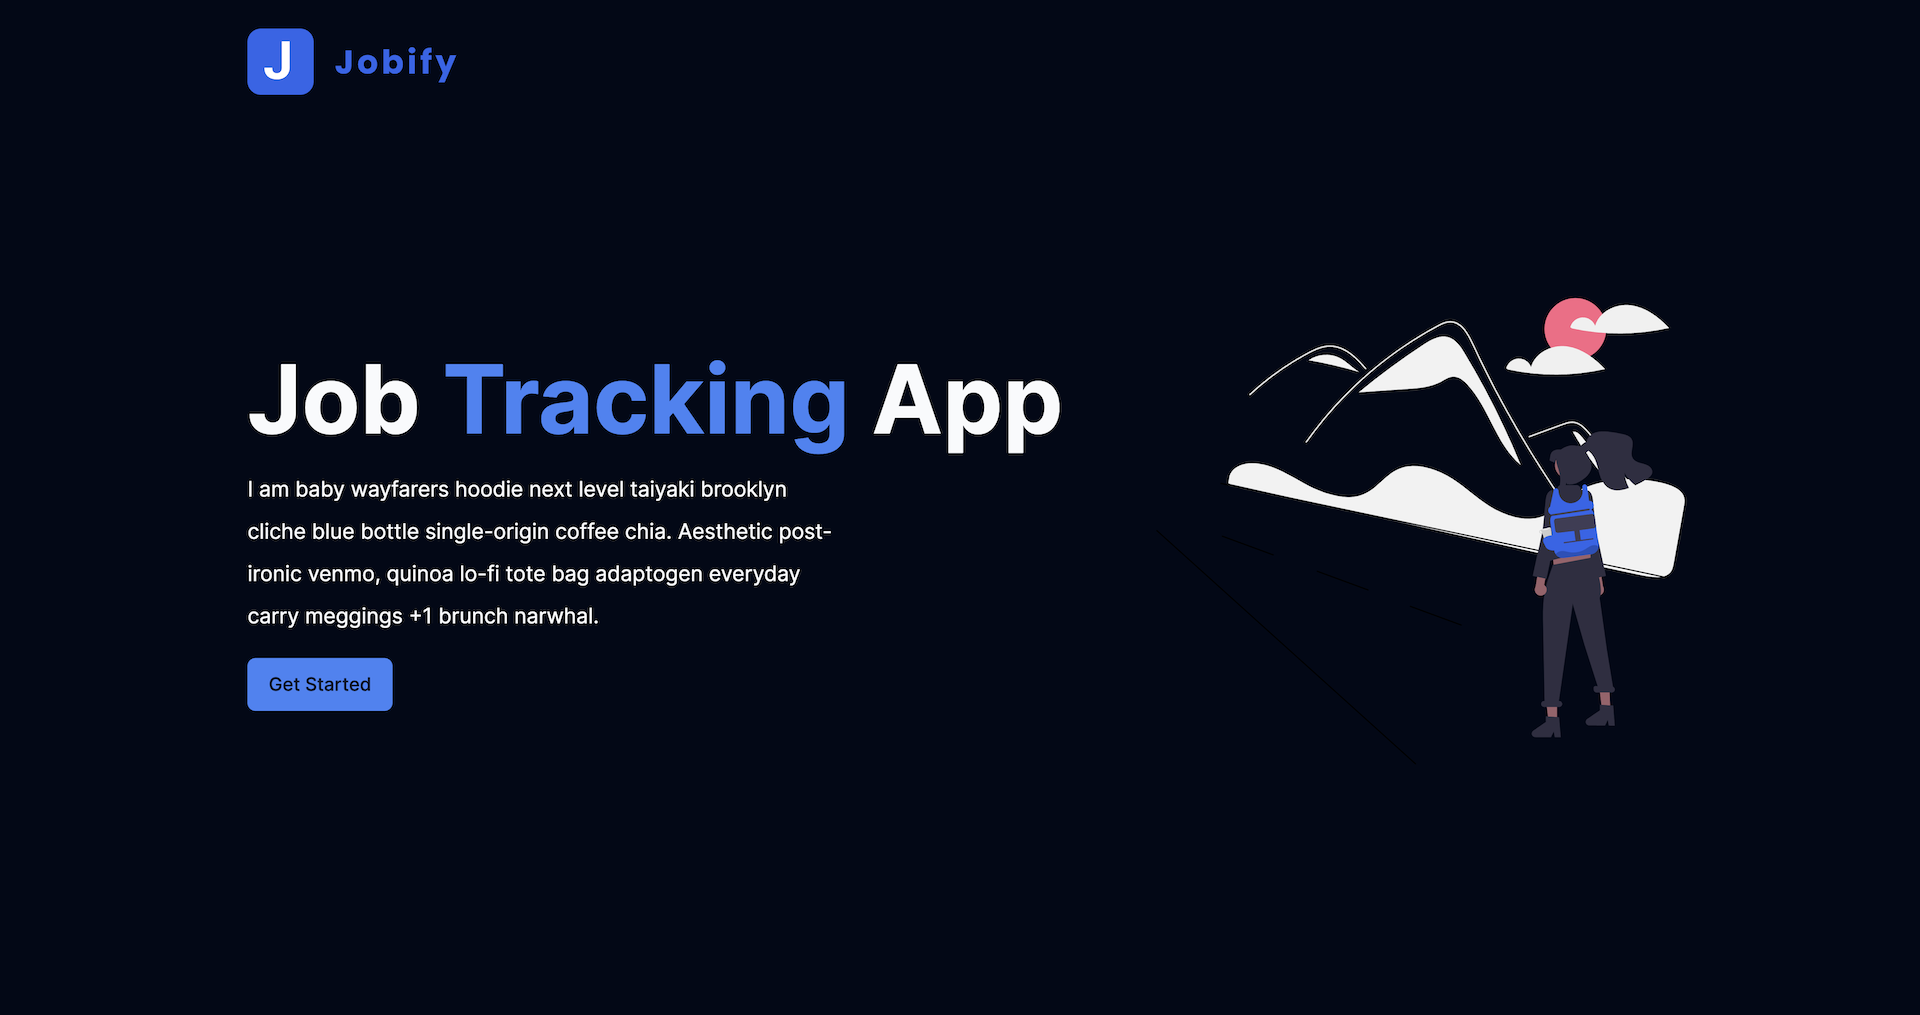 J Jobify
Job Tracking App
I am baby wayfarers hoodie next level taiyaki brooklyn
cliche blue bottle single-origin coffee chia. Aesthetic post-
ironic venmo, quinoa lo-fi tote bag adaptogen everyday
carry meggings +1 brunch narwhal.
Get Started